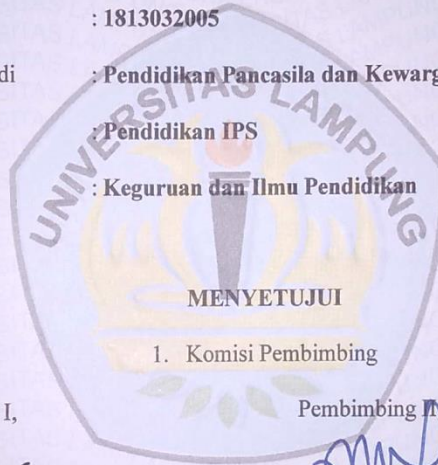 : 1813032005
di : Pendidikan Pancasila dan Kewarg
: Pendidikan IPS
: Keguruan dan Ilmu Pendidikan
UNIVERSITAS LAMPUNG
MENYETUJUI
1. Komisi Pembimbing
I, Pembimbing II